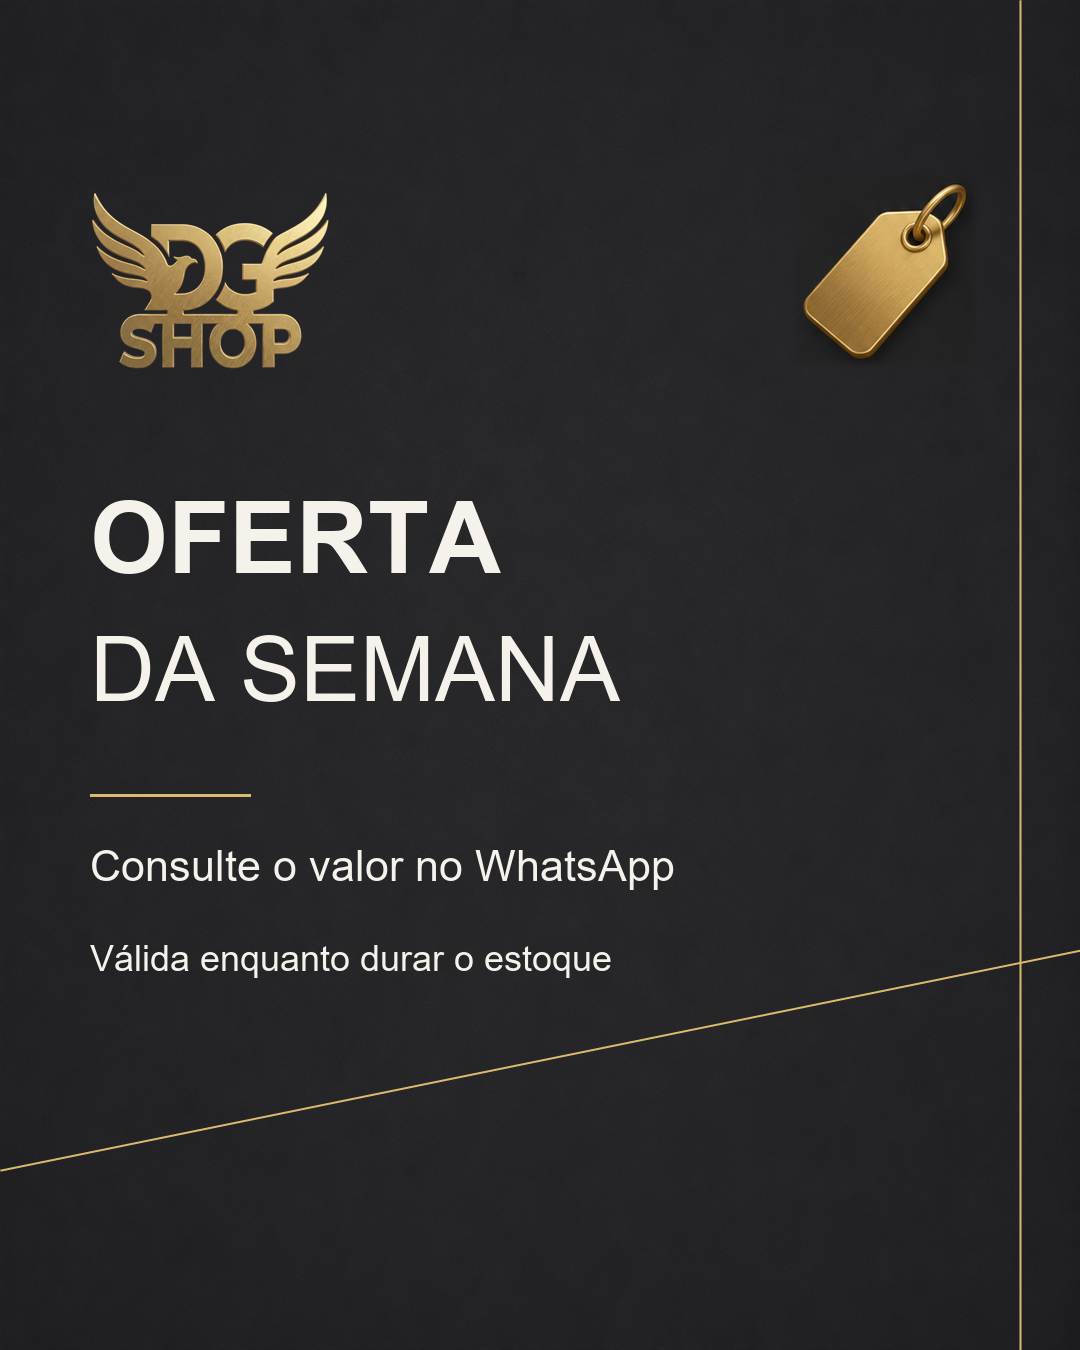 DG
SHOP
OFERTA
DA SEMANA
Consulte o valor no WhatsApp
Válida enquanto durar o estoque